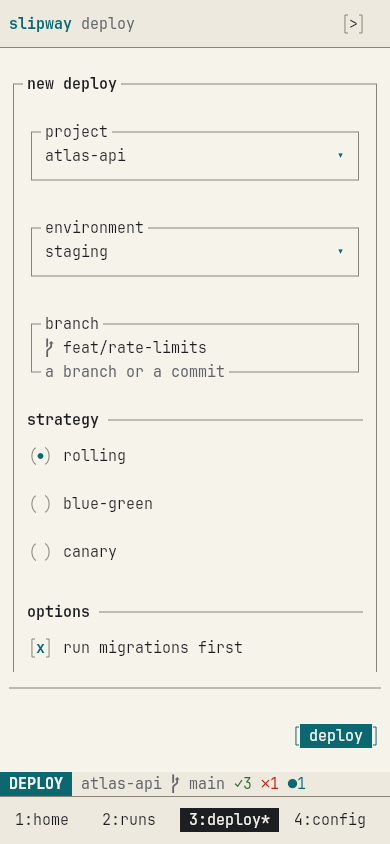 slipway deploy [>]
new deploy
project
atlas-api ▾
environment
staging ▾
branch
feat/rate-limits
a branch or a commit
strategy
(•) rolling
( ) blue-green
( ) canary
options
[x] run migrations first
[ deploy ]
DEPLOY atlas-api main ✓3 ×1 ●1
1:home 2:runs 3:deploy* 4:config